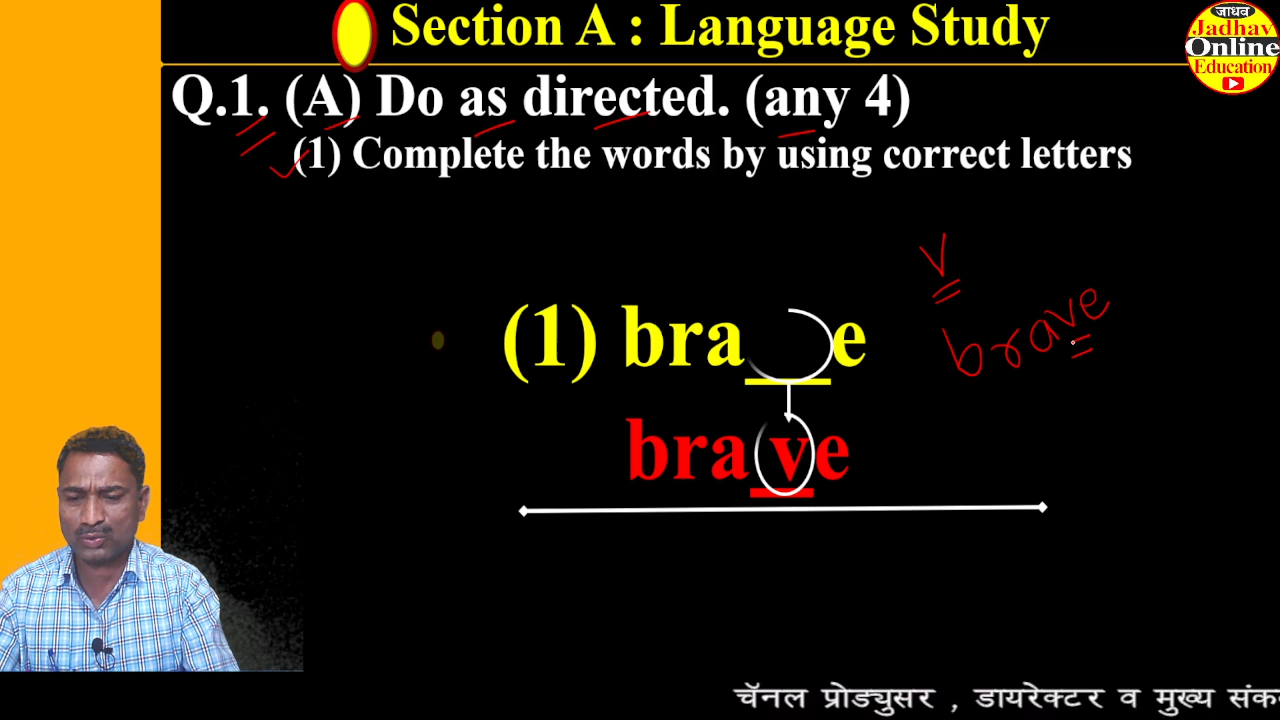 Section A : Language Study
जाधव
Jadhav
Online
Education
Q.1. (A) Do as directed. (any 4)
(1) Complete the words by using correct letters
v
(1) bra__e
brave
brave
चॅनल प्रोड्युसर , डायरेक्टर व मुख्य संक